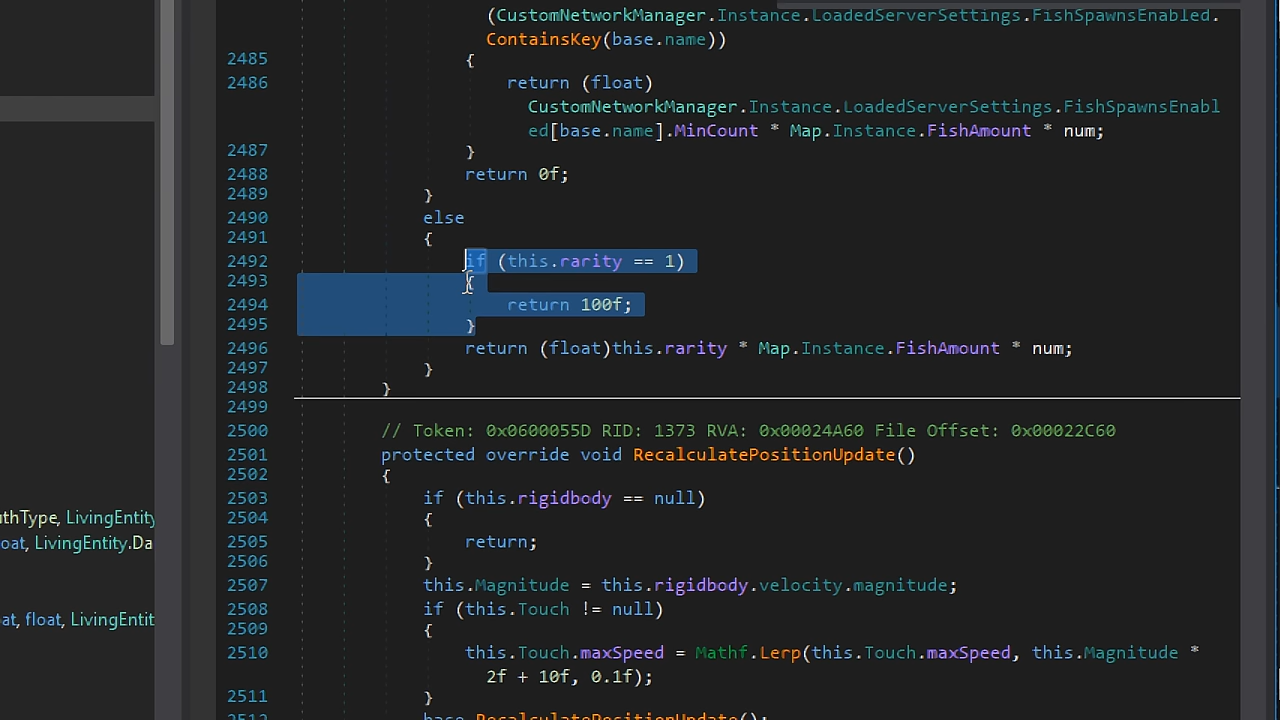 (CustomNetworkManager.Instance.LoadedServerSettings.FishSpawnsEnabled.
ContainsKey(base.name))
2485 {
2486 return (float)
CustomNetworkManager.Instance.LoadedServerSettings.FishSpawnsEnabl
ed[base.name].MinCount * Map.Instance.FishAmount * num;
2487 }
2488 return 0f;
2489 }
2490 else
2491 {
2492 if (this.rarity == 1)
2493 {
2494 return 100f;
2495 }
2496 return (float)this.rarity * Map.Instance.FishAmount * num;
2497 }
2498 }
2499
2500 // Token: 0x0600055D RID: 1373 RVA: 0x00024A60 File Offset: 0x00022C60
2501 protected override void RecalculatePositionUpdate()
2502 {
2503 if (this.rigidbody == null)
2504 {
2505 return;
2506 }
2507 this.Magnitude = this.rigidbody.velocity.magnitude;
2508 if (this.Touch != null)
2509 {
2510 this.Touch.maxSpeed = Mathf.Lerp(this.Touch.maxSpeed, this.Magnitude *
2f + 10f, 0.1f);
2511 }
2512 base.RecalculatePositionUpdate();
uthType, LivingEntity
oat, LivingEntity.Da
at, float, LivingEntit